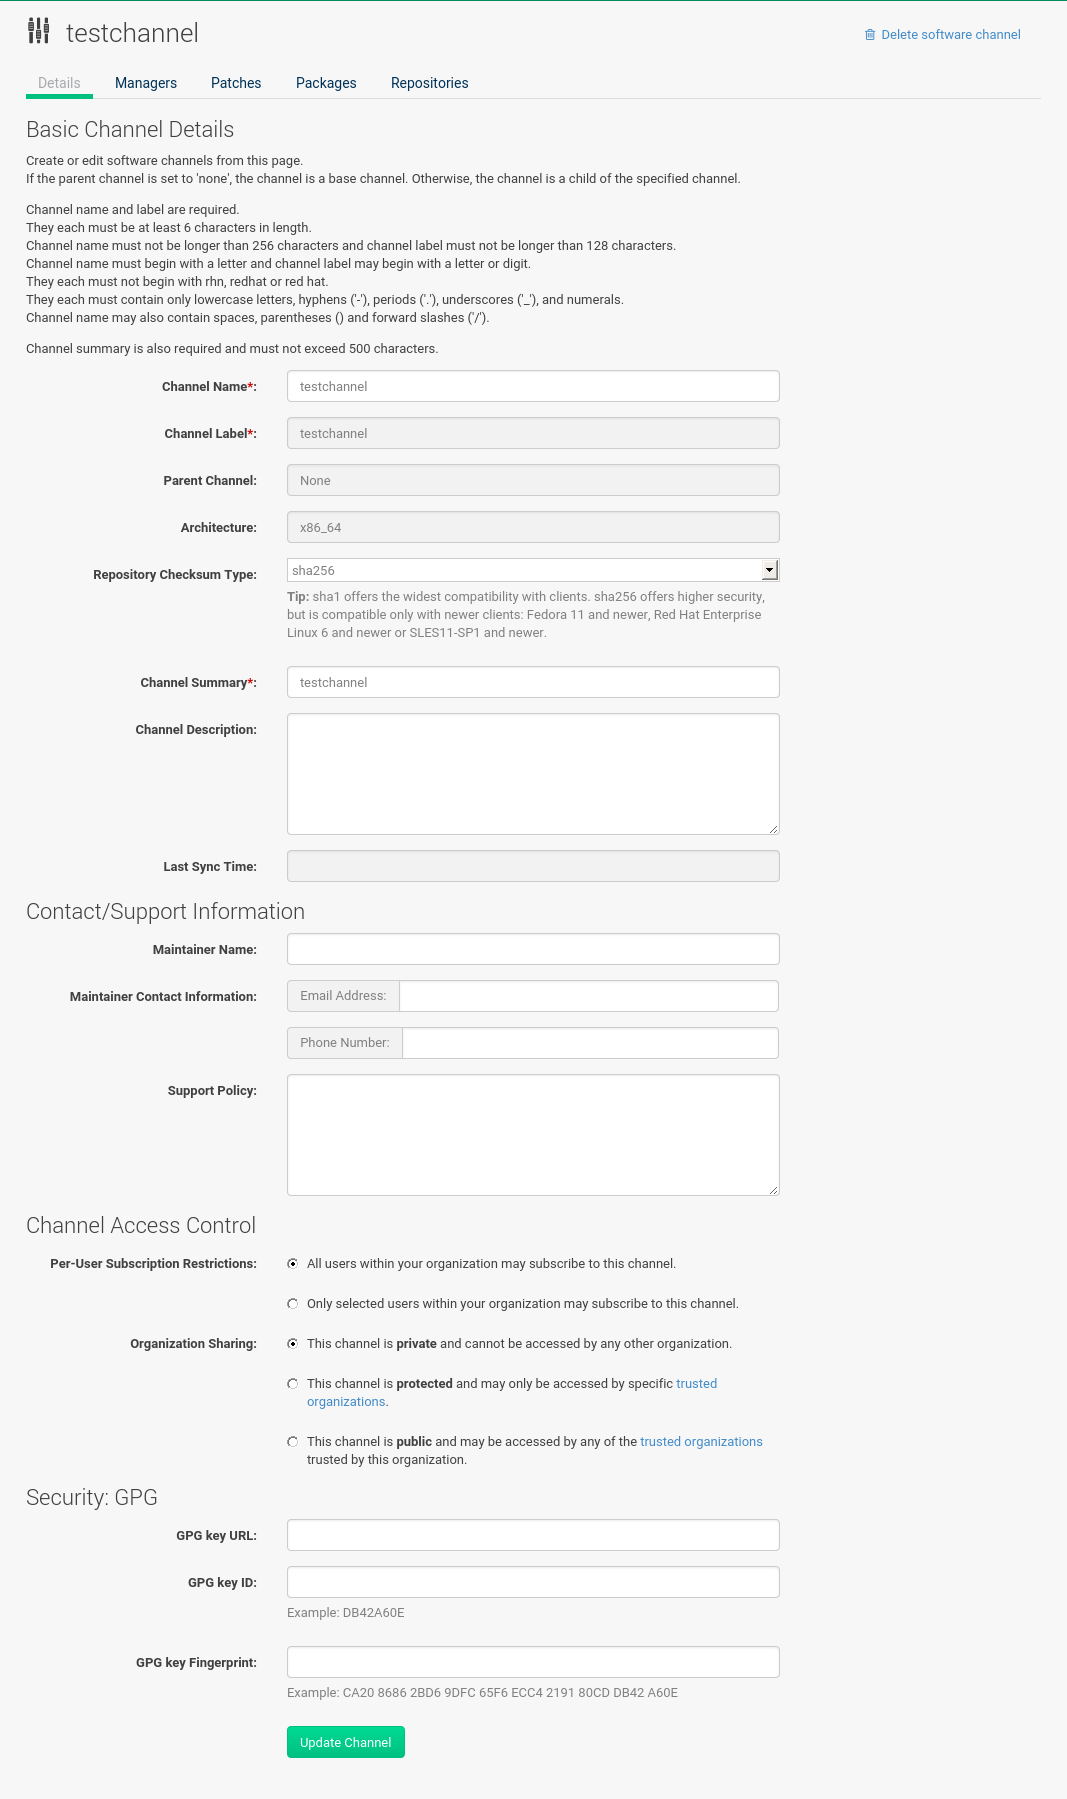 testchannel
Delete software channel
Details Managers Patches Packages Repositories
Basic Channel Details
Create or edit software channels from this page.
If the parent channel is set to 'none', the channel is a base channel. Otherwise, the channel is a child of the specified channel.
Channel name and label are required.
They each must be at least 6 characters in length.
Channel name must not be longer than 256 characters and channel label must not be longer than 128 characters.
Channel name must begin with a letter and channel label may begin with a letter or digit.
They each must not begin with rhn, redhat or red hat.
They each must contain only lowercase letters, hyphens ('-'), periods ('.'), underscores ('_'), and numerals.
Channel name may also contain spaces, parentheses () and forward slashes ('/').
Channel summary is also required and must not exceed 500 characters.
Channel Name*: testchannel
Channel Label*: testchannel
Parent Channel: None
Architecture: x86_64
Repository Checksum Type: sha256
Tip: sha1 offers the widest compatibility with clients. sha256 offers higher security,
but is compatible only with newer clients: Fedora 11 and newer, Red Hat Enterprise
Linux 6 and newer or SLES11-SP1 and newer.
Channel Summary*: testchannel
Channel Description:
Last Sync Time:
Contact/Support Information
Maintainer Name:
Maintainer Contact Information: Email Address:
Phone Number:
Support Policy:
Channel Access Control
Per-User Subscription Restrictions: All users within your organization may subscribe to this channel.
Only selected users within your organization may subscribe to this channel.
Organization Sharing: This channel is private and cannot be accessed by any other organization.
This channel is protected and may only be accessed by specific trusted
organizations.
This channel is public and may be accessed by any of the trusted organizations
trusted by this organization.
Security: GPG
GPG key URL:
GPG key ID:
Example: DB42A60E
GPG key Fingerprint:
Example: CA20 8686 2BD6 9DFC 65F6 ECC4 2191 80CD DB42 A60E
Update Channel